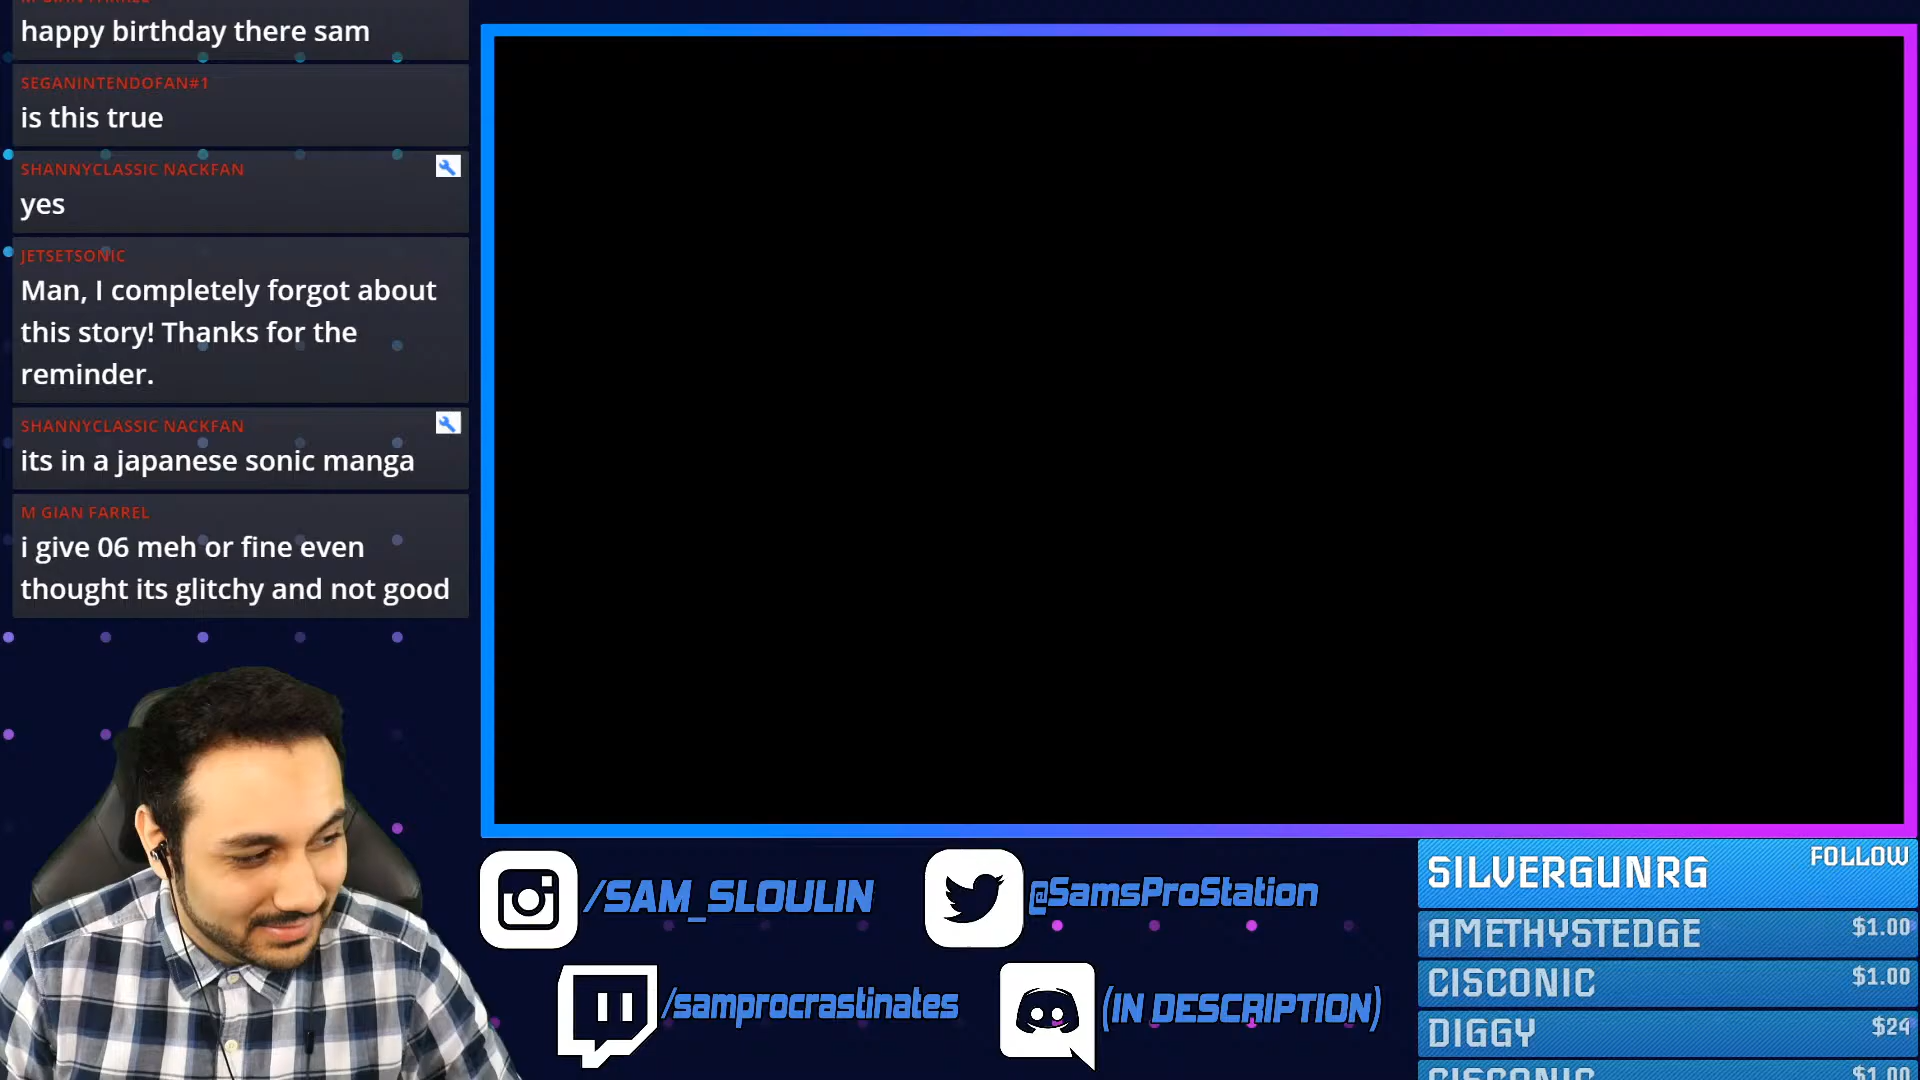 happy birthday there sam
SEGANINTENDOFAN#1
is this true
SHANNYCLASSIC NACKFAN
yes
JETSETSONIC
Man, I completely forgot about
this story! Thanks for the
reminder.
SHANNYCLASSIC NACKFAN
its in a japanese sonic manga
M GIAN FARREL
i give 06 meh or fine even
thought its glitchy and not good
/SAM_SLOULIN
@SamsProStation
/samprocrastinates
(IN DESCRIPTION)
SILVERGUNRG FOLLOW
AMETHYSTEDGE $1.00
CISCONIC $1.00
DIGGY $24
CISCONIC $1.00